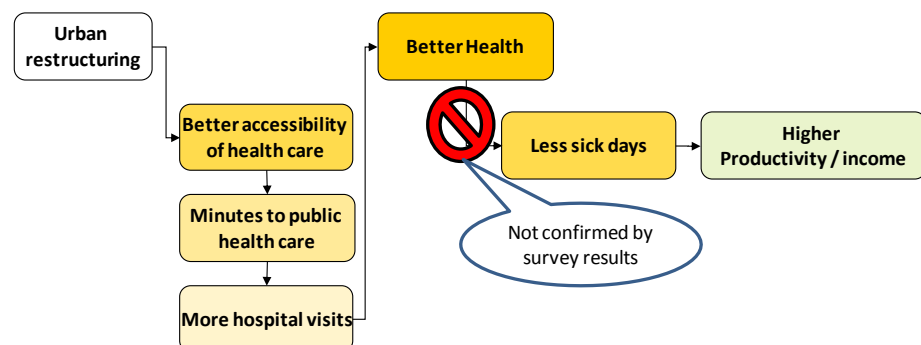 Urban
restructuring
Better accessibility
of health care
Minutes to public
health care
More hospital visits
Better Health
Less sick days
Higher
Productivity / income
Not confirmed by
survey results